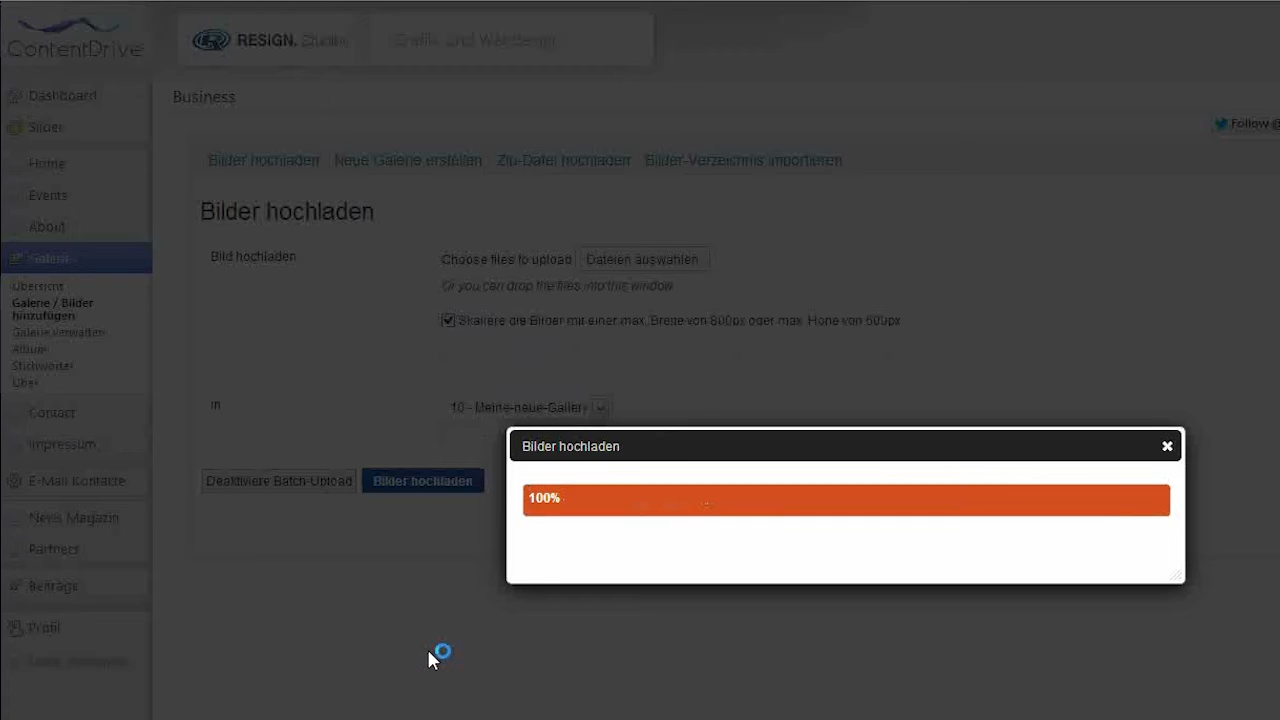 ContentDrive
RESIGN. Studio
Grafik und Webdesign
Dashboard
Bilder
Home
Events
About
Galerie
Übersicht
Galerie / Bilder
hinzufügen
Galerie verwalten
Album
Stichwörter
Über
Contact
Impressum
E-Mail Kontakte
News Magazin
Partners
Beiträge
Profil
Business
Follow @
Bilder hochladen Neue Galerie erstellen Zip-Datei hochladen Bilder-Verzeichnis importieren
Bilder hochladen
Bild hochladen
Choose files to upload Dateien auswählen
Or you can drop the files into this window.
Skaliere die Bilder mit einer max. Breite von 800px oder max. Höhe von 600px
in
10 - Meine-neue-Gallery
Deaktiviere Batch-Upload Bilder hochladen
Bilder hochladen
100%